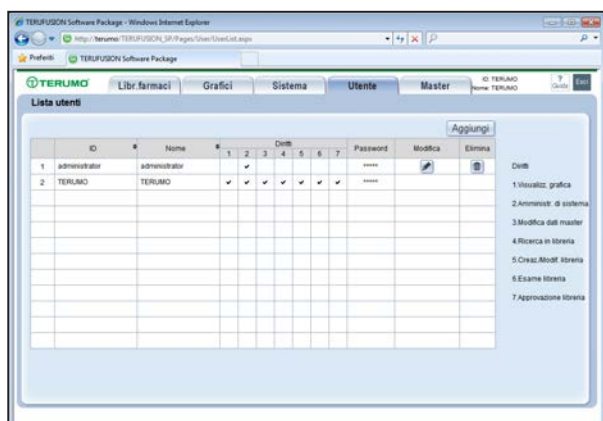 TERUFUSION Software Package - Windows Internet Explorer
http://terumo/TERUFUSION_SP/Pages/User/UserList.aspx
Preferiti TERUFUSION Software Package
TERUMO Libr.farmaci Grafici Sistema Utente Master ID: TERUMO Nome: TERUMO ? Guida Esci
Lista utenti
Aggiungi
ID Nome Diritti Password Modifica Elimina
1 2 3 4 5 6 7
1 administrator administrator ✔ *****
2 TERUMO TERUMO ✔ ✔ ✔ ✔ ✔ ✔ ✔ *****
Diritti
1.Visualizz. grafica
2.Amministr. di sistema
3.Modifica dati master
4.Ricerca in libreria
5.Creaz./Modif. libreria
6.Esame libreria
7.Approvazione libreria